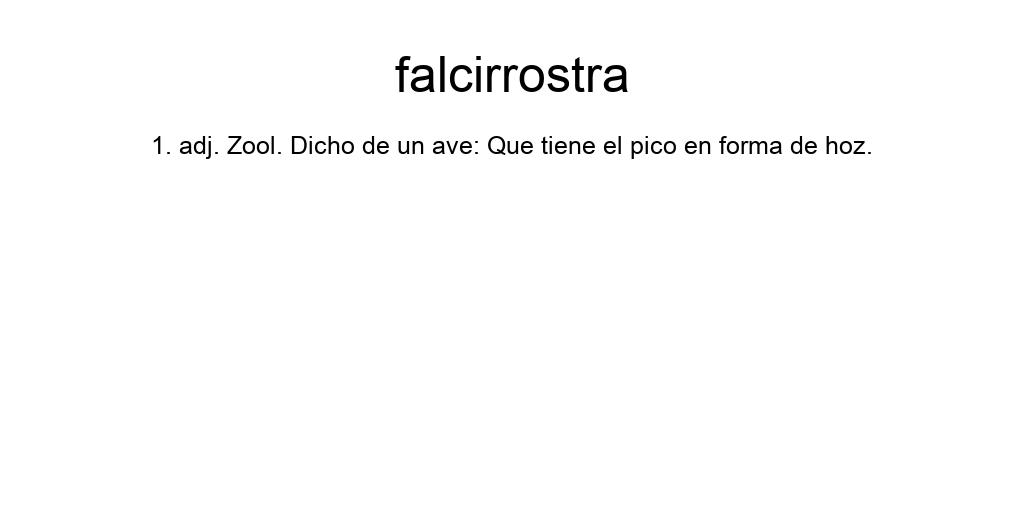 falcirrostra
1. adj. Zool. Dicho de un ave: Que tiene el pico en forma de hoz.